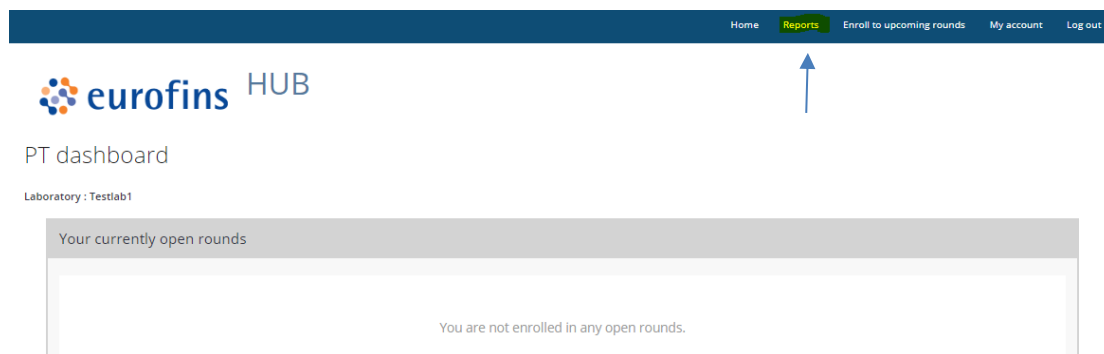 Home Reports Enroll to upcoming rounds My account Log out
eurofins HUB
PT dashboard
Laboratory : Testlab1
Your currently open rounds
You are not enrolled in any open rounds.